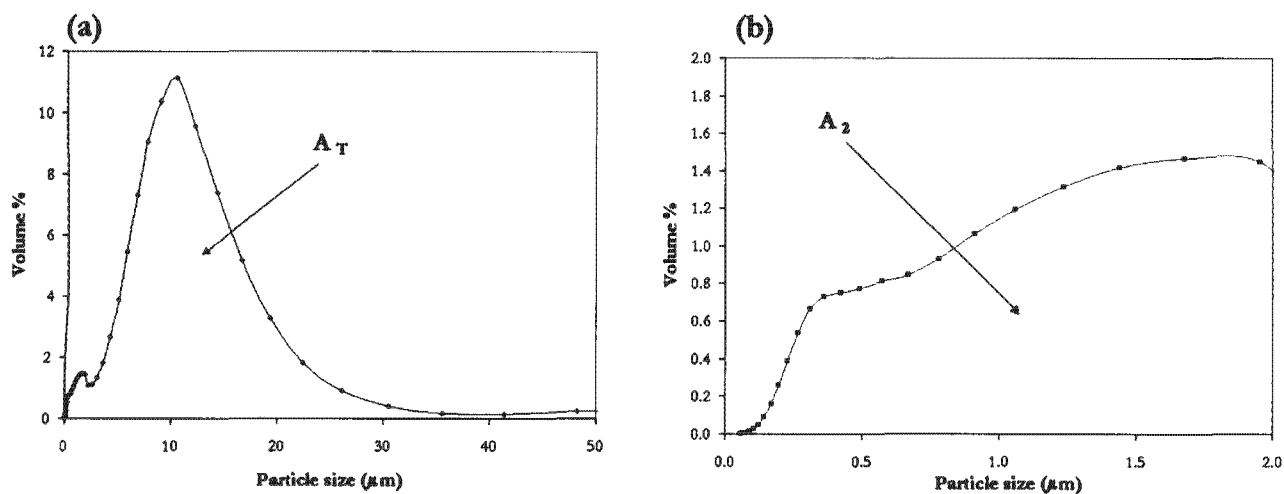 (a)
12
10
8
6
4
2
0
Volume %
A T
0 10 20 30 40 50
Particle size (μm)
(b)
2.0
1.8
1.6
1.4
1.2
1.0
0.8
0.6
0.4
0.2
0.0
Volume %
A 2
0.0 0.5 1.0 1.5 2.0
Particle size (μm)